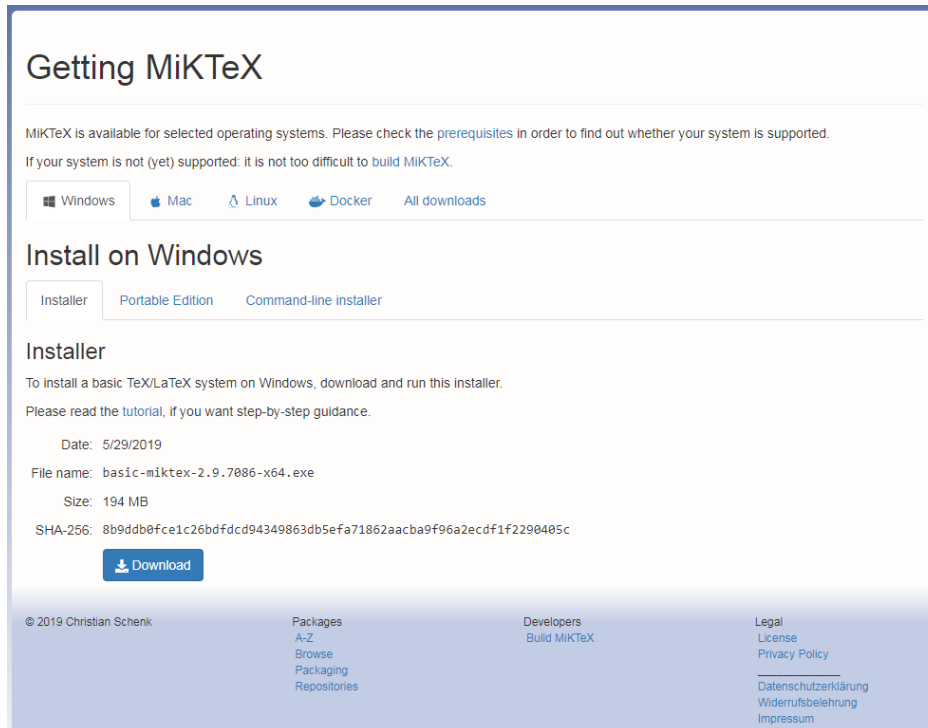 Getting MiKTeX
MiKTeX is available for selected operating systems. Please check the prerequisites in order to find out whether your system is supported.
If your system is not (yet) supported: it is not too difficult to build MiKTeX.
Windows Mac Linux Docker All downloads
Install on Windows
Installer Portable Edition Command-line installer
Installer
To install a basic TeX/LaTeX system on Windows, download and run this installer.
Please read the tutorial, if you want step-by-step guidance.
Date: 5/29/2019
File name: basic-miktex-2.9.7086-x64.exe
Size: 194 MB
SHA-256: 8b9ddb0fce1c26bdfdcd94349863db5efa71862aacba9f96a2ecdf1f2290405c
Download
© 2019 Christian Schenk
Packages
A-Z
Browse
Packaging
Repositories
Developers
Build MiKTeX
Legal
License
Privacy Policy
Datenschutzerklärung
Widerrufsbelehrung
Impressum